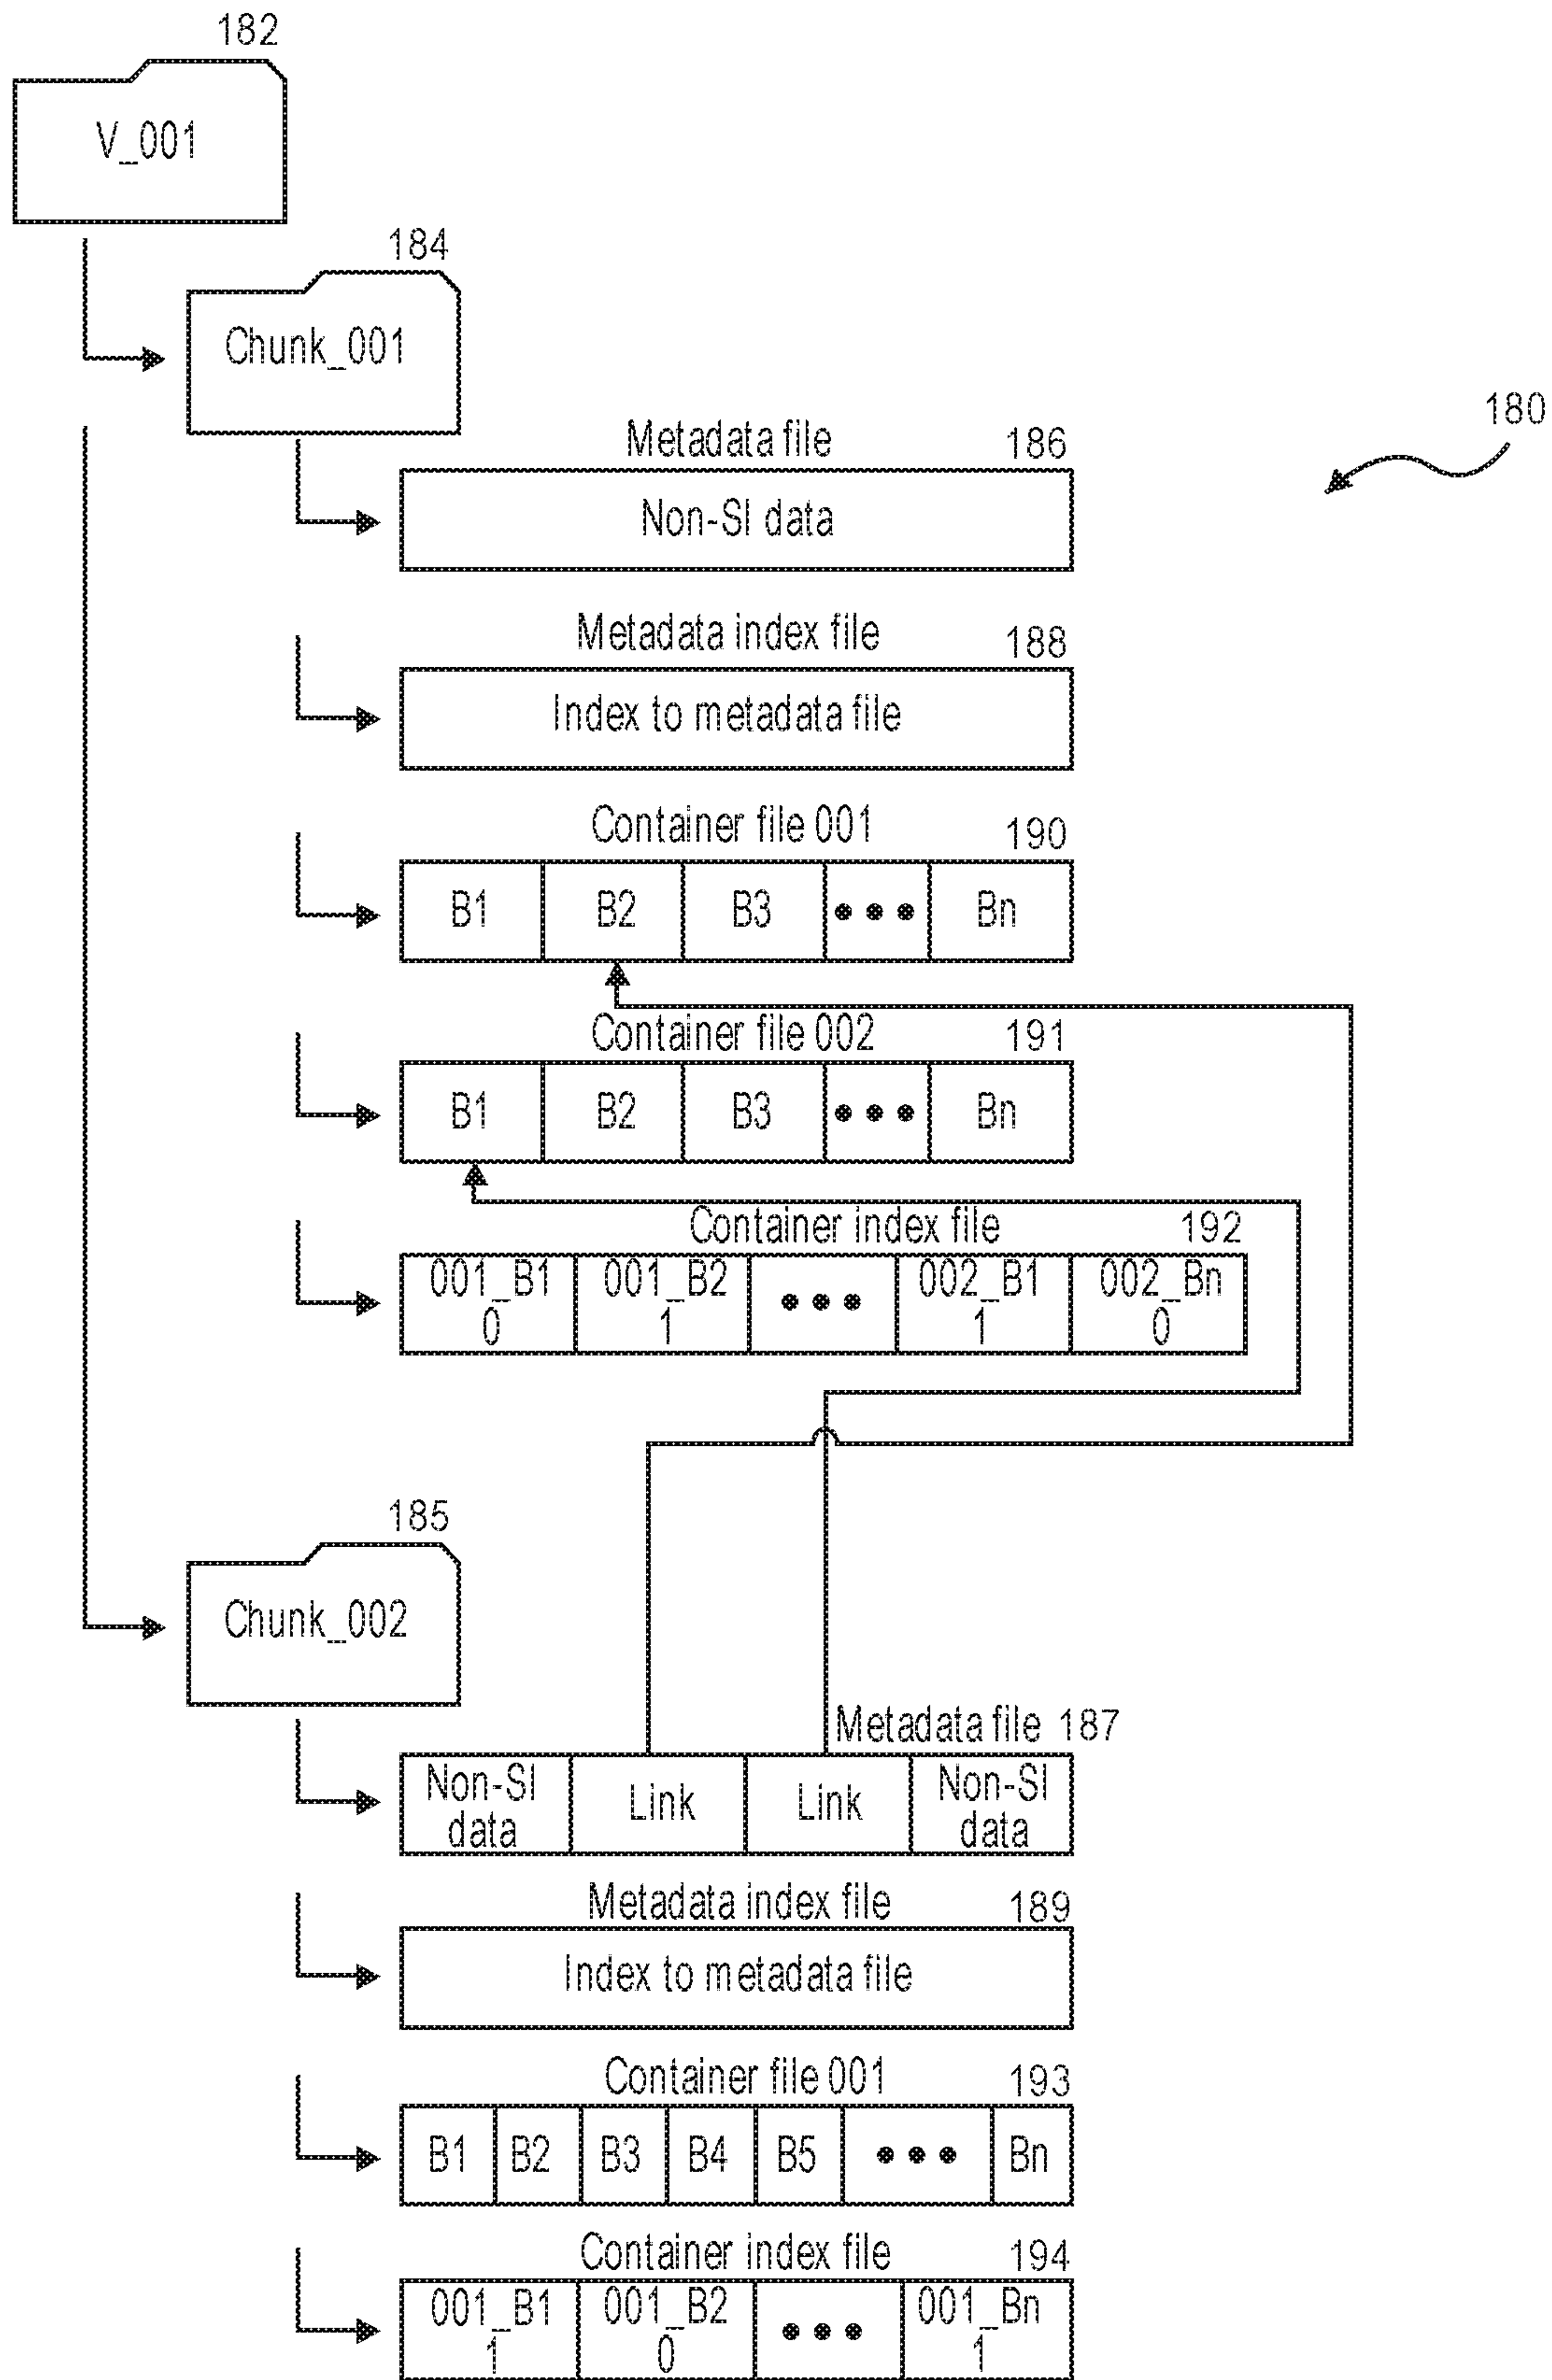 182
V_001
184
Chunk_001
180
Metadata file 186
Non-SI data
Metadata index file 188
Index to metadata file
Container file 001 190
B1 B2 B3 ••• Bn
Container file 002 191
B1 B2 B3 ••• Bn
Container index file 192
001_B1 001_B2 ••• 002_B1 002_Bn
0 1 1 0
185
Chunk_002
Metadata file 187
Non-SI Link Link Non-SI
data data
Metadata index file 189
Index to metadata file
Container file 001 193
B1 B2 B3 B4 B5 ••• Bn
Container index file 194
001_B1 001_B2 ••• 001_Bn
1 0 1